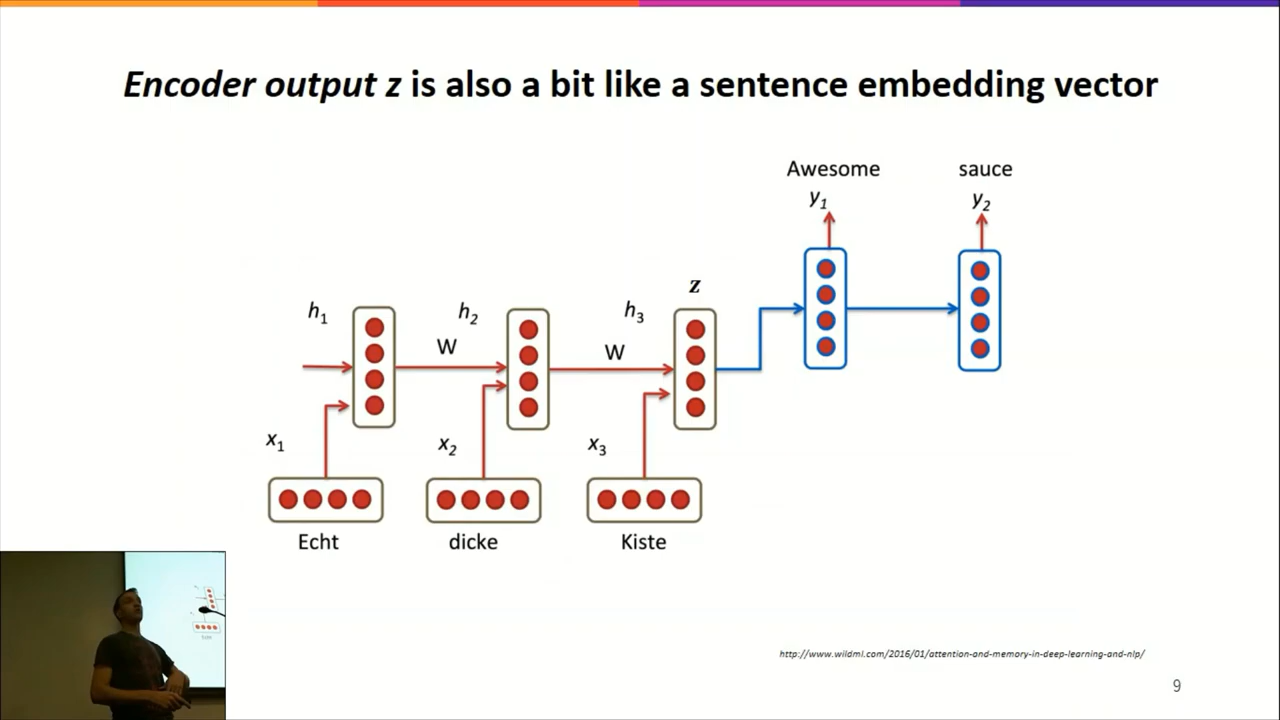 Encoder output z is also a bit like a sentence embedding vector
Awesome sauce
y1 y2
z
h1 h2 h3
W W
x1 x2 x3
Echt dicke Kiste
http://www.wildml.com/2016/01/attention-and-memory-in-deep-learning-and-nlp/
9